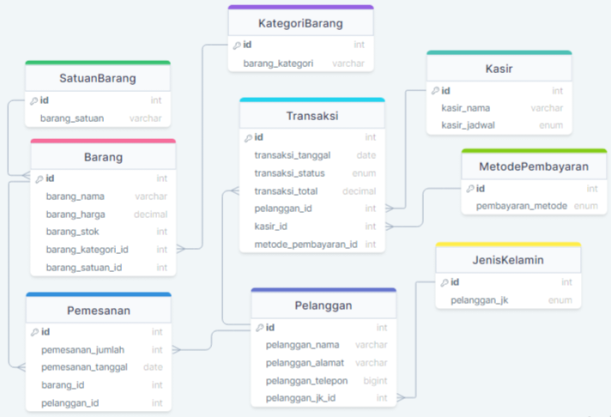 KategoriBarang
id int
barang_kategori varchar
SatuanBarang
id int
barang_satuan varchar
Kasir
id int
kasir_nama varchar
kasir_jadwal enum
Transaksi
id int
transaksi_tanggal date
transaksi_status enum
transaksi_total decimal
pelanggan_id int
kasir_id int
metode_pembayaran_id int
Barang
id int
barang_nama varchar
barang_harga decimal
barang_stok int
barang_kategori_id int
barang_satuan_id int
MetodePembayaran
id int
pembayaran_metode enum
JenisKelamin
id int
pelanggan_jk enum
Pemesanan
id int
pemesanan_jumlah int
pemesanan_tanggal date
barang_id int
pelanggan_id int
Pelanggan
id int
pelanggan_nama varchar
pelanggan_alamat varchar
pelanggan_telepon bigint
pelanggan_jk_id int